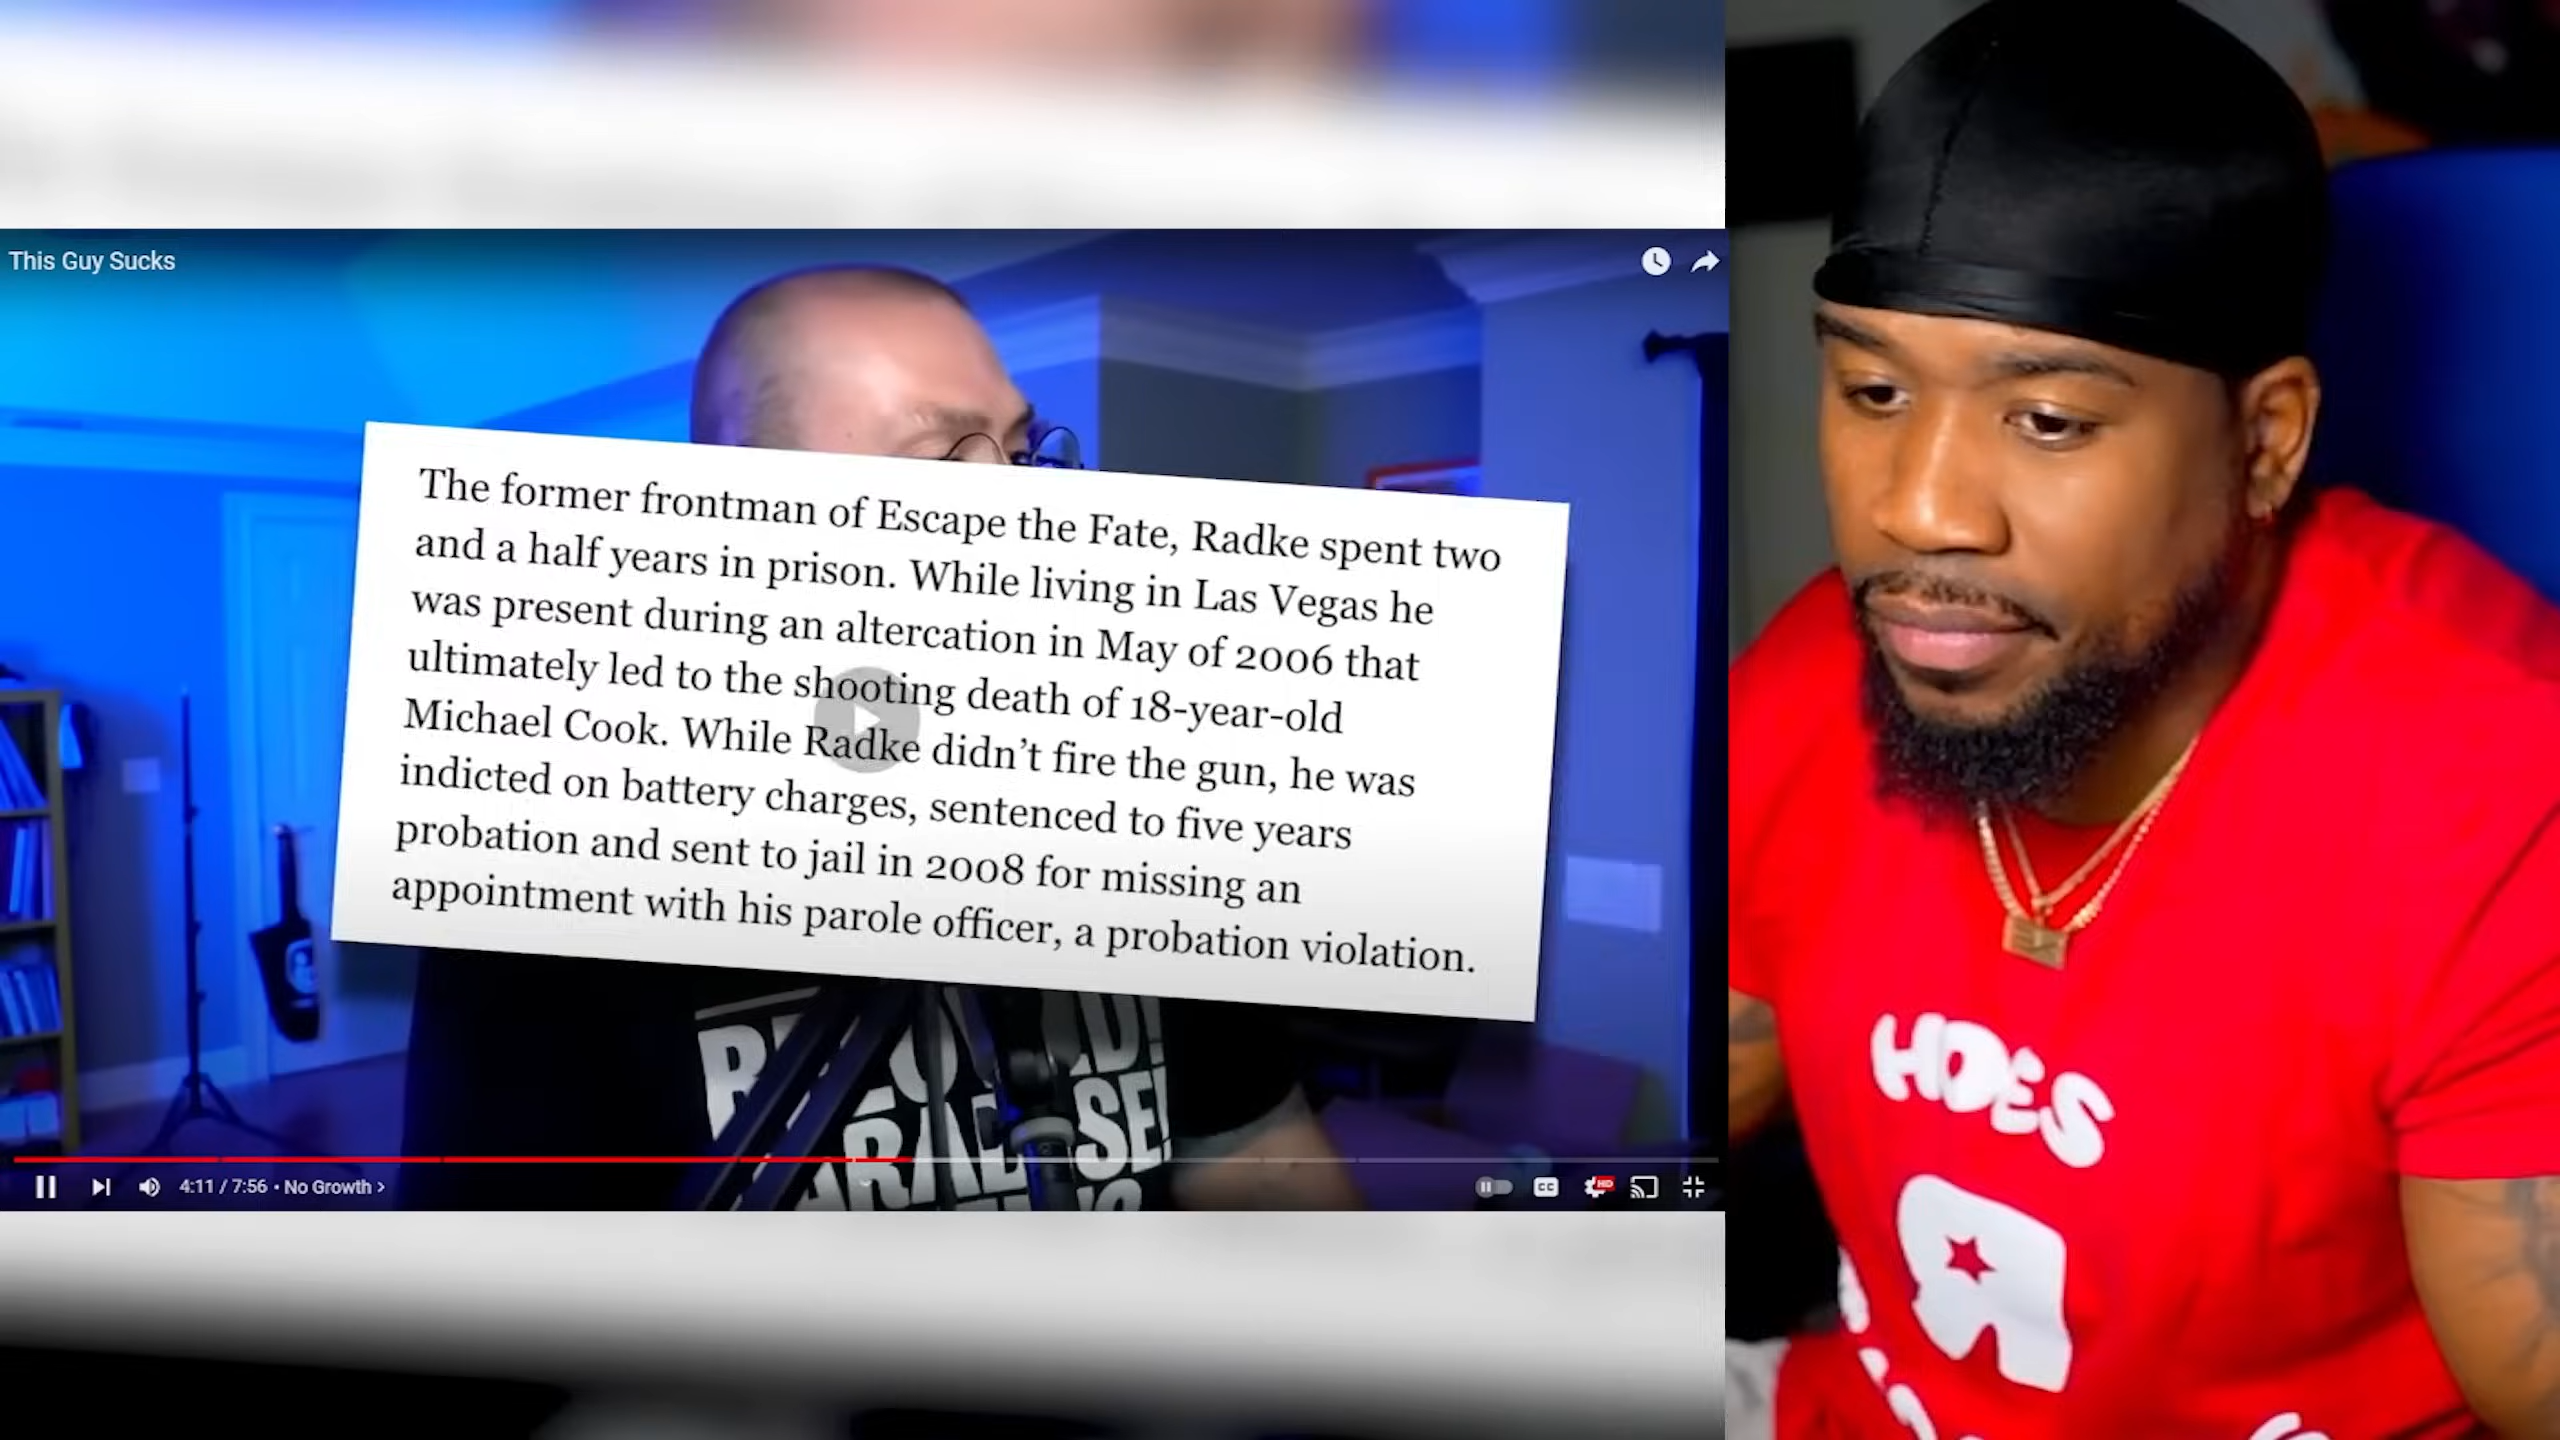 This Guy Sucks
The former frontman of Escape the Fate, Radke spent two
and a half years in prison. While living in Las Vegas he
was present during an altercation in May of 2006 that
ultimately led to the shooting death of 18-year-old
Michael Cook. While Radke didn't fire the gun, he was
indicted on battery charges, sentenced to five years
probation and sent to jail in 2008 for missing an
appointment with his parole officer, a probation violation.
4:11 / 7:56 • No Growth >
CC
HD
HOES